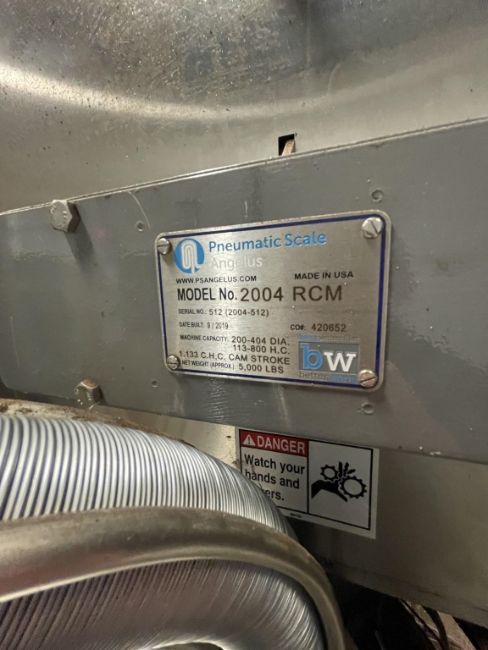 Pneumatic Scale
Angelus
WWW.PSANGELUS.COM
MADE IN USA
MODEL No. 2004 RCM
SERIAL NO.: 512 (2004-512)
DATE BUILT: 9 / 2019
CO#: 420652
MACHINE CAPACITY: 200-404 DIA.
113-800 H.C.
1.133 C.H.C. CAM STROKE
NET WEIGHT (APPROX.) 5,000 LBS
bw
DANGER
Watch your
hands and